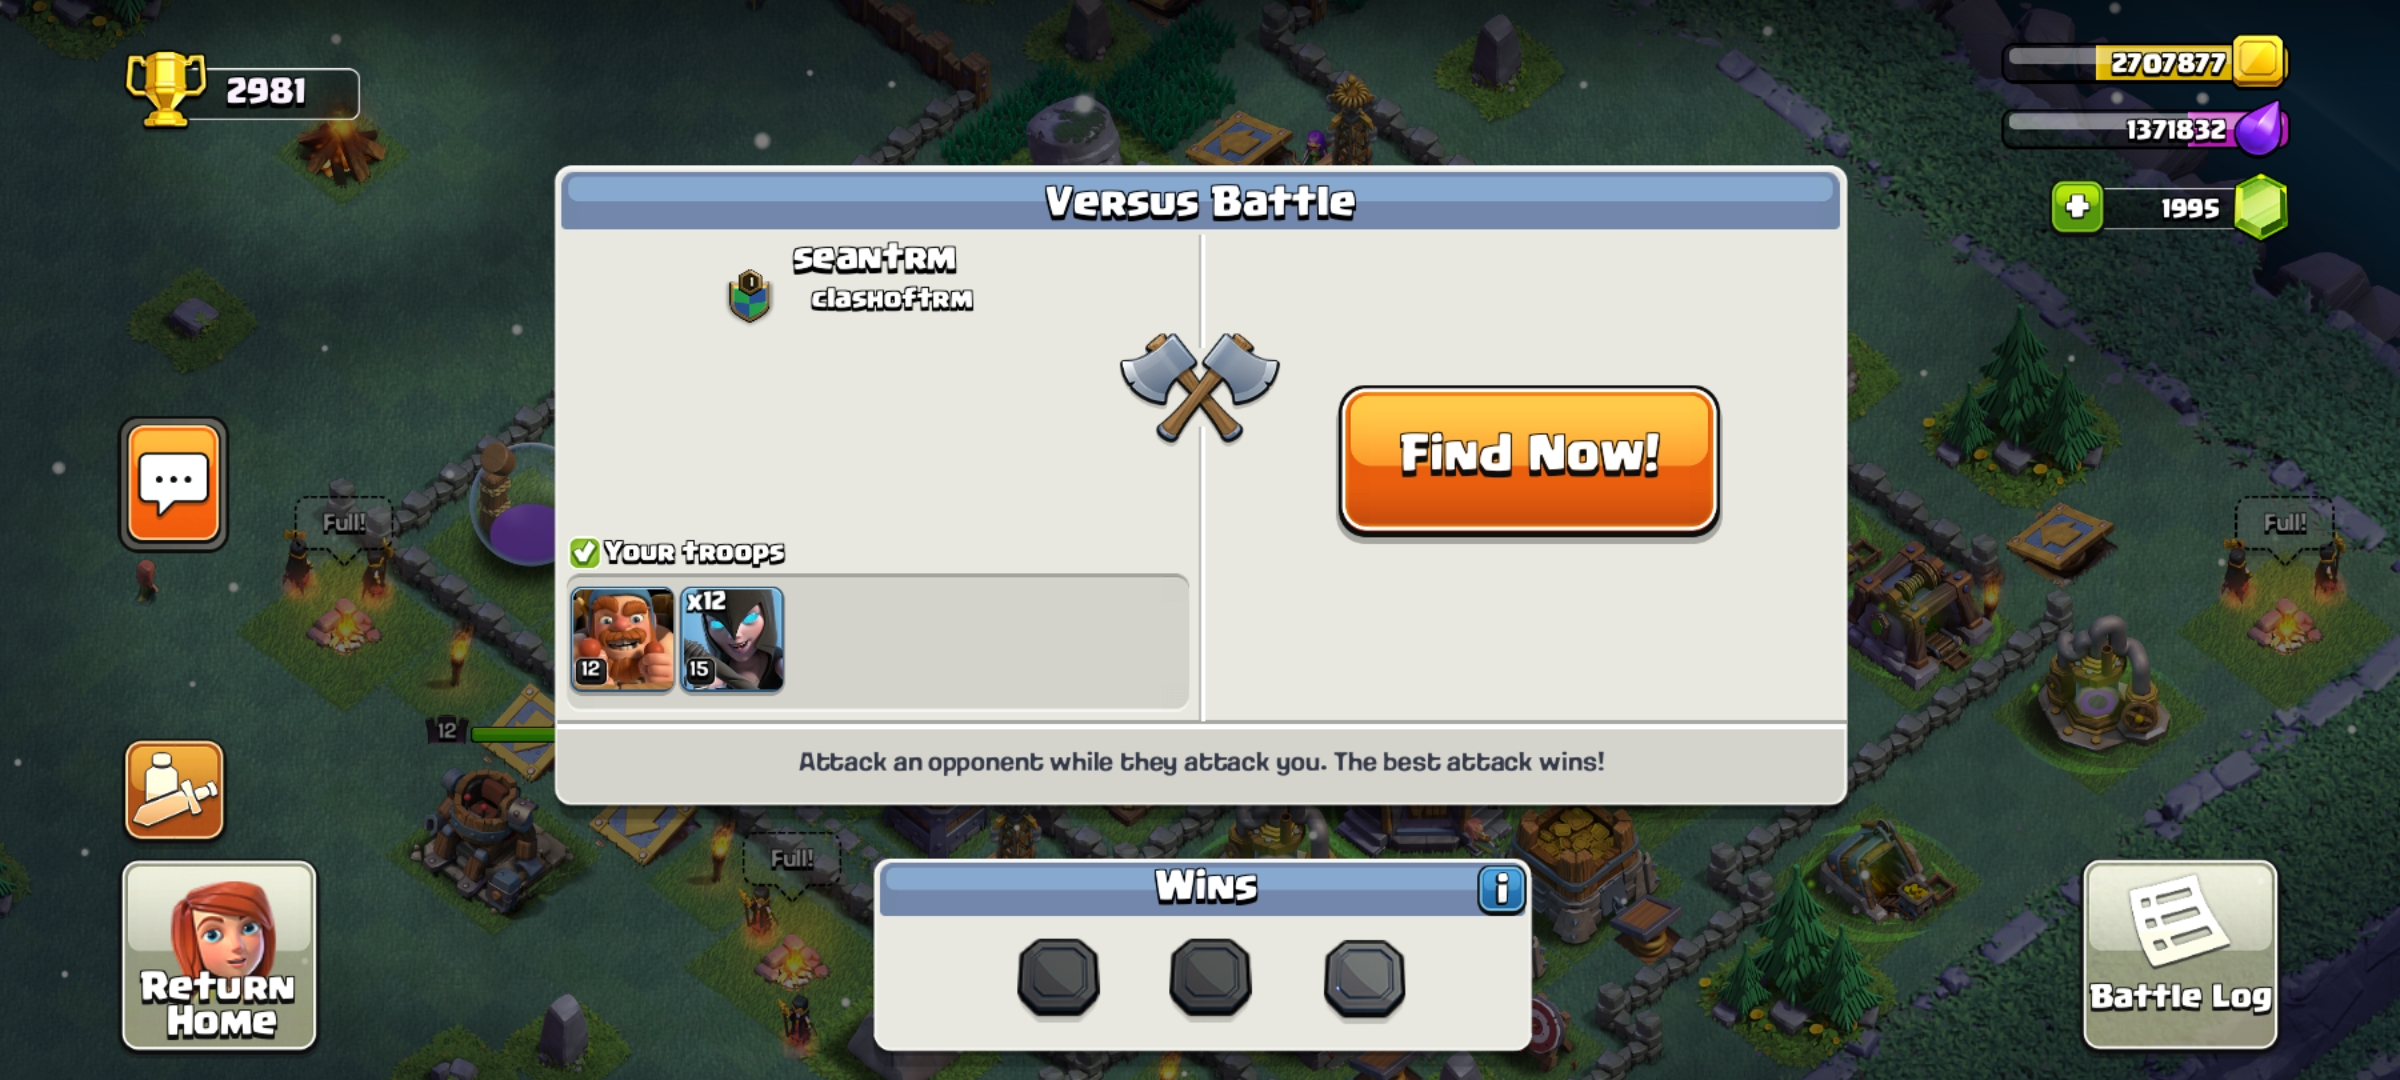 2981
2707877
1371832
1995
Versus Battle
seantrm
1
clashoftrm
Find Now!
Full!
Full!
Your troops
x12
12
15
12
Attack an opponent while they attack you. The best attack wins!
Full!
Wins
i
Return
Home
Battle Log